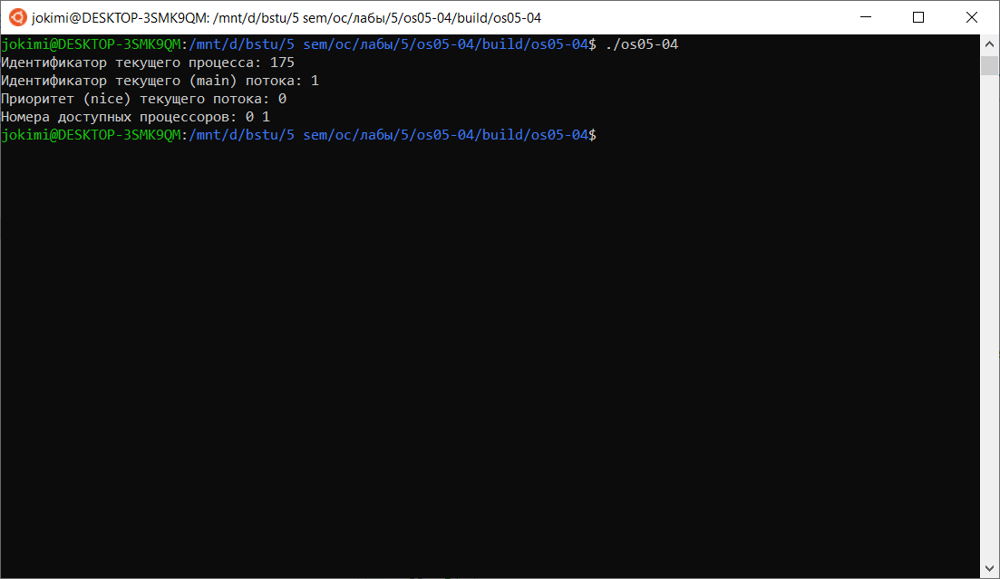 jokimi@DESKTOP-3SMK9QM: /mnt/d/bstu/5 sem/ос/лабы/5/os05-04/build/os05-04
jokimi@DESKTOP-3SMK9QM:/mnt/d/bstu/5 sem/ос/лабы/5/os05-04/build/os05-04$ ./os05-04
Идентификатор текущего процесса: 175
Идентификатор текущего (main) потока: 1
Приоритет (nice) текущего потока: 0
Номера доступных процессоров: 0 1
jokimi@DESKTOP-3SMK9QM:/mnt/d/bstu/5 sem/ос/лабы/5/os05-04/build/os05-04$